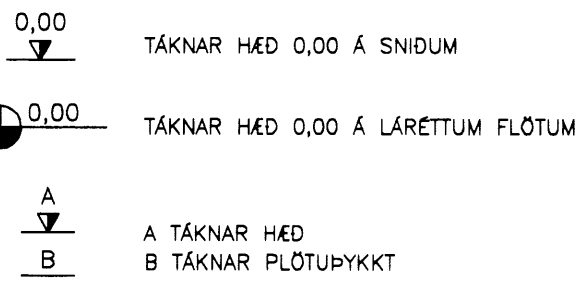 0,00
TÁKNAR HÆÐ 0,00 Á SNIÐUM
0,00
TÁKNAR HÆÐ 0,00 Á LÁRÉTTUM FLÖTUM
A
A TÁKNAR HÆÐ
B
B TÁKNAR PLÖTUÞYKKT